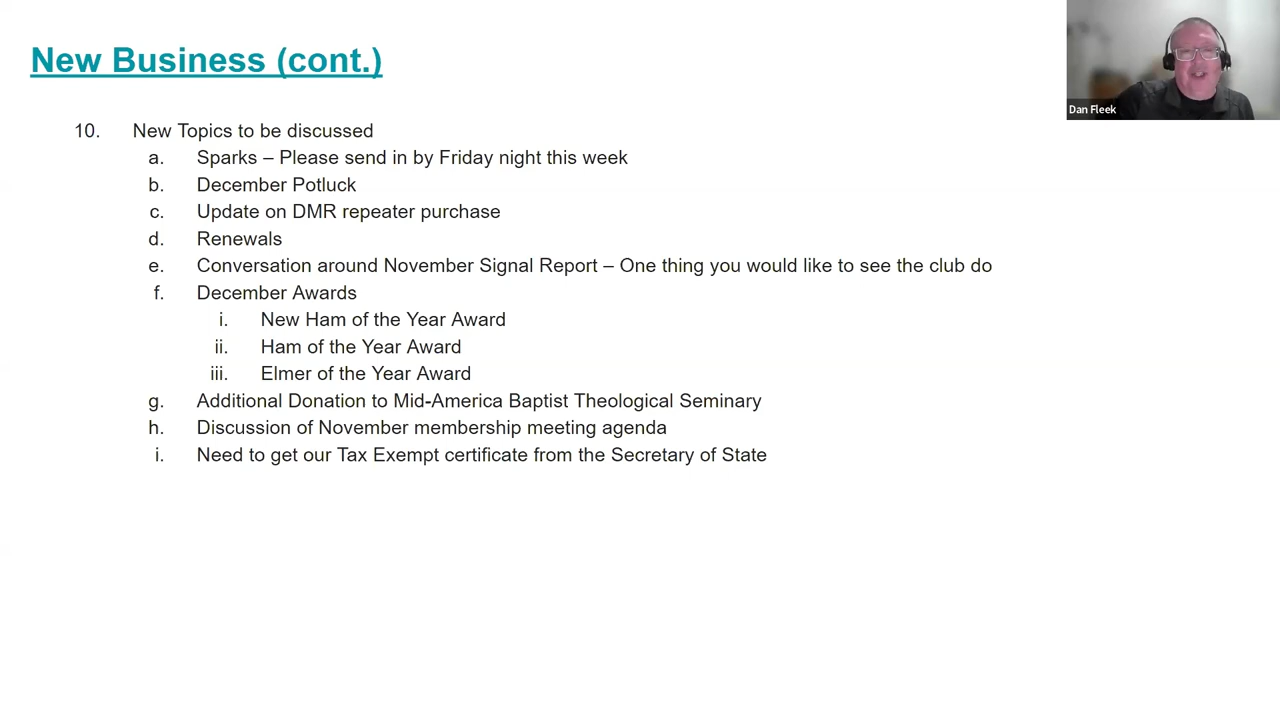 New Business (cont.)
Dan Fleek
10. New Topics to be discussed
a. Sparks – Please send in by Friday night this week
b. December Potluck
c. Update on DMR repeater purchase
d. Renewals
e. Conversation around November Signal Report – One thing you would like to see the club do
f. December Awards
i. New Ham of the Year Award
ii. Ham of the Year Award
iii. Elmer of the Year Award
g. Additional Donation to Mid-America Baptist Theological Seminary
h. Discussion of November membership meeting agenda
i. Need to get our Tax Exempt certificate from the Secretary of State